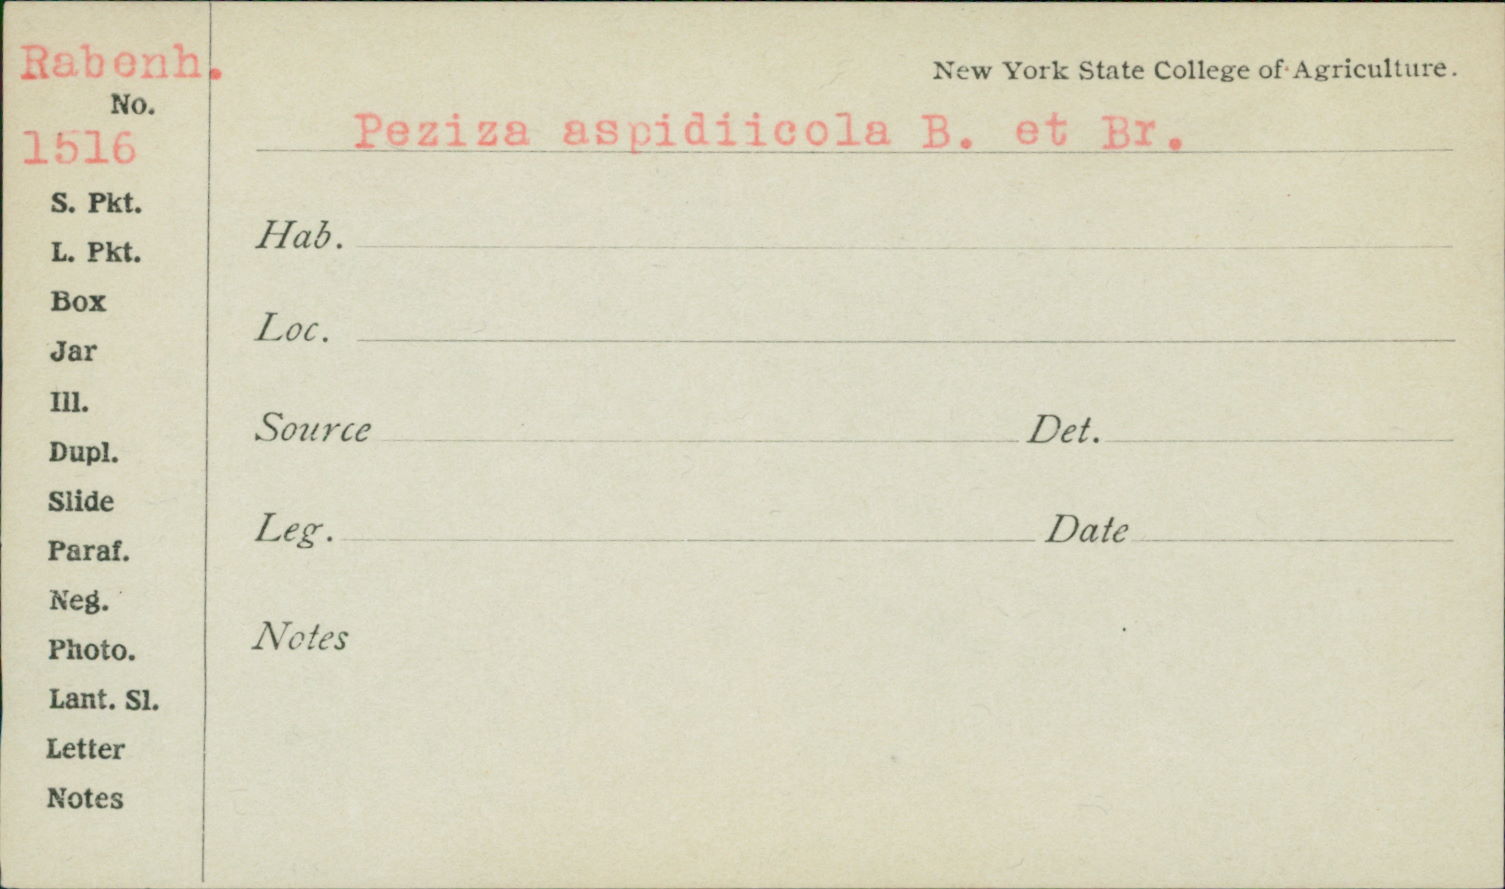 Rabenh.
No.
1516
S. Pkt.
L. Pkt.
Box
Jar
Ill.
Dupl.
Slide
Paraf.
Neg.
Photo.
Lant. Sl.
Letter
Notes
New York State College of Agriculture.
Peziza aspidiicola B. et Br.
Hab.
Loc.
Source Det.
Leg. Date
Notes